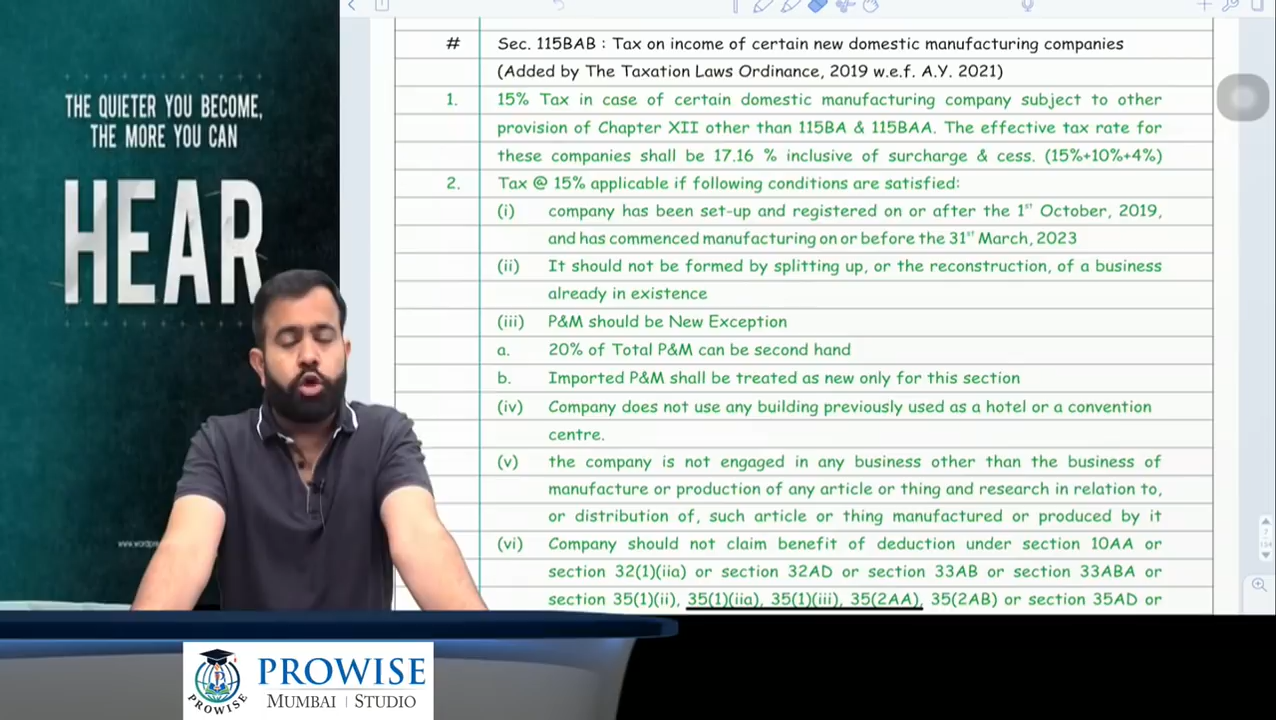 THE QUIETER YOU BECOME,
THE MORE YOU CAN
HEAR
# Sec. 115BAB : Tax on income of certain new domestic manufacturing companies
(Added by The Taxation Laws Ordinance, 2019 w.e.f. A.Y. 2021)
1. 15% Tax in case of certain domestic manufacturing company subject to other
provision of Chapter XII other than 115BA & 115BAA. The effective tax rate for
these companies shall be 17.16 % inclusive of surcharge & cess. (15%+10%+4%)
2. Tax @ 15% applicable if following conditions are satisfied:
(i) company has been set-up and registered on or after the 1st October, 2019,
and has commenced manufacturing on or before the 31st March, 2023
(ii) It should not be formed by splitting up, or the reconstruction, of a business
already in existence
(iii) P&M should be New Exception
a. 20% of Total P&M can be second hand
b. Imported P&M shall be treated as new only for this section
(iv) Company does not use any building previously used as a hotel or a convention
centre.
(v) the company is not engaged in any business other than the business of
manufacture or production of any article or thing and research in relation to,
or distribution of, such article or thing manufactured or produced by it
(vi) Company should not claim benefit of deduction under section 10AA or
section 32(1)(iia) or section 32AD or section 33AB or section 33ABA or
section 35(1)(ii), 35(1)(iia), 35(1)(iii), 35(2AA), 35(2AB) or section 35AD or
PROWISE
PROWISE
MUMBAI | STUDIO